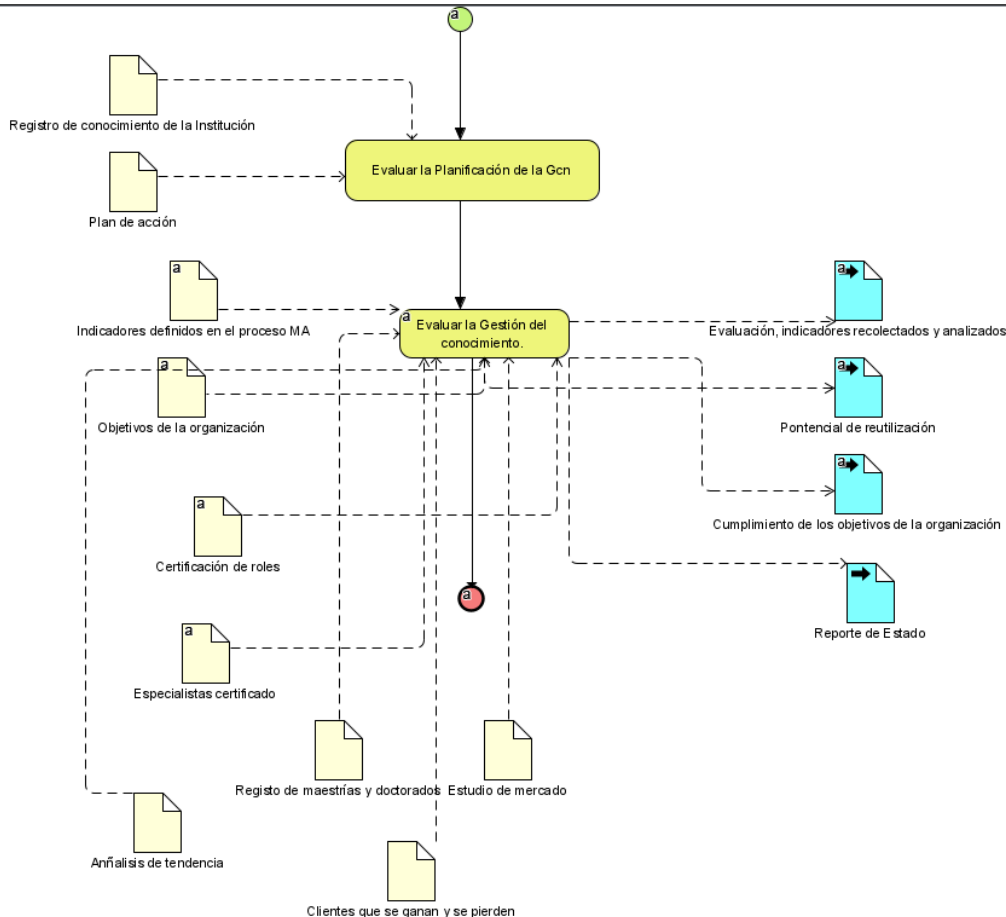 a
Registro de conocimiento de la Institución
Evaluar la Planificación de la Gcn
Plan de acción
a
Indicadores definidos en el proceso MA
a
Evaluar la Gestión del
conocimiento.
a
Evaluación, indicadores recolectados y analizados
a
Objetivos de la organización
a
Pontencial de reutilización
a
Cumplimiento de los objetivos de la organización
a
Certificación de roles
a
Reporte de Estado
a
Especialistas certificado
Registo de maestrías y doctorados
Estudio de mercado
Anñalisis de tendencia
Clientes que se ganan y se pierden